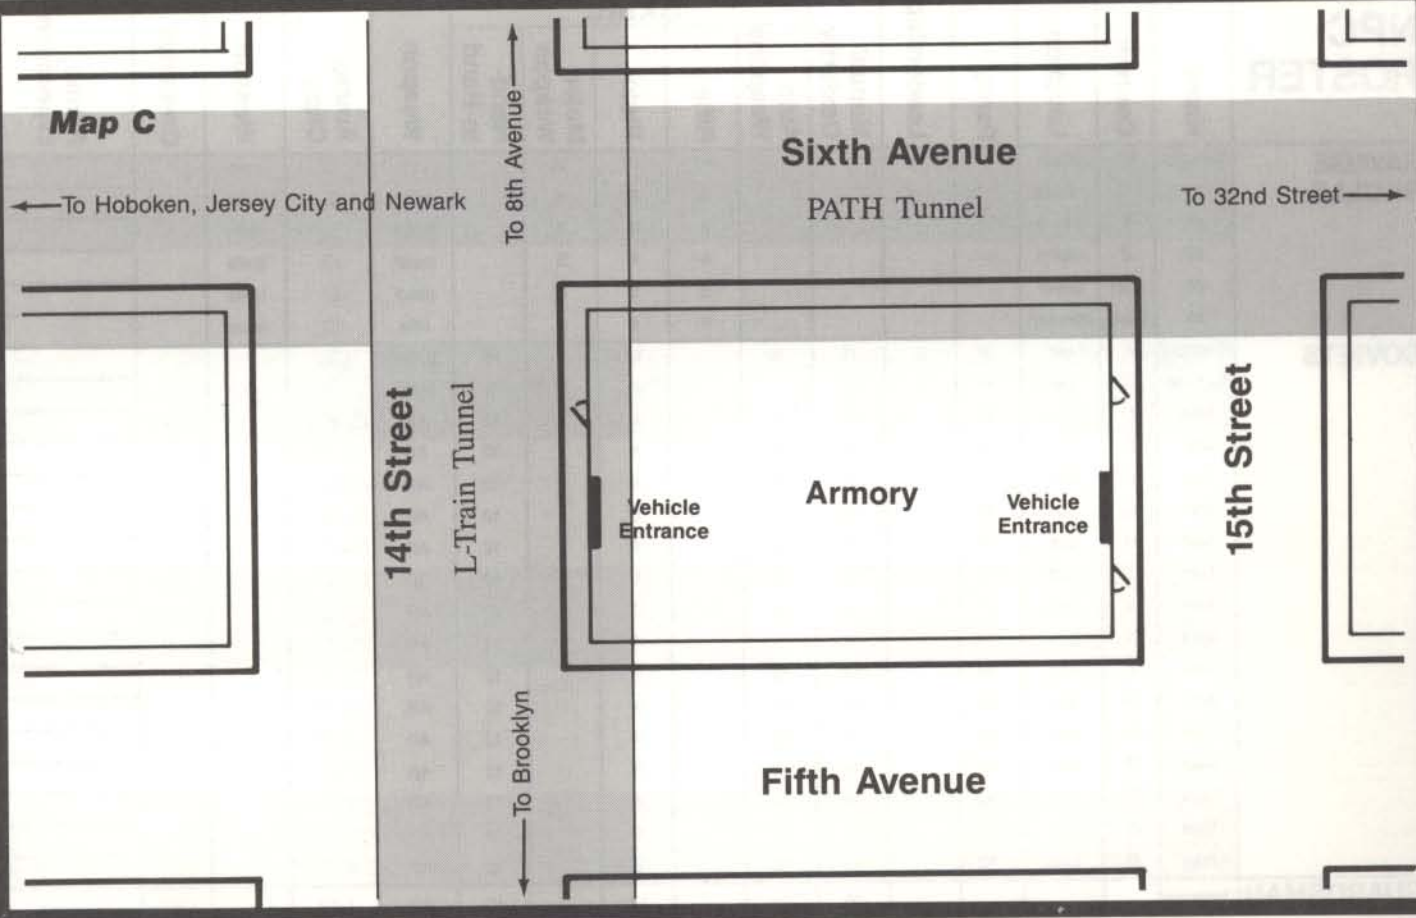 Map C
Sixth Avenue
To Hoboken, Jersey City and Newark
To 8th Avenue
PATH Tunnel
To 32nd Street
14th Street
L-Train Tunnel
Vehicle
Entrance
Armory
Vehicle
Entrance
15th Street
To Brooklyn
Fifth Avenue